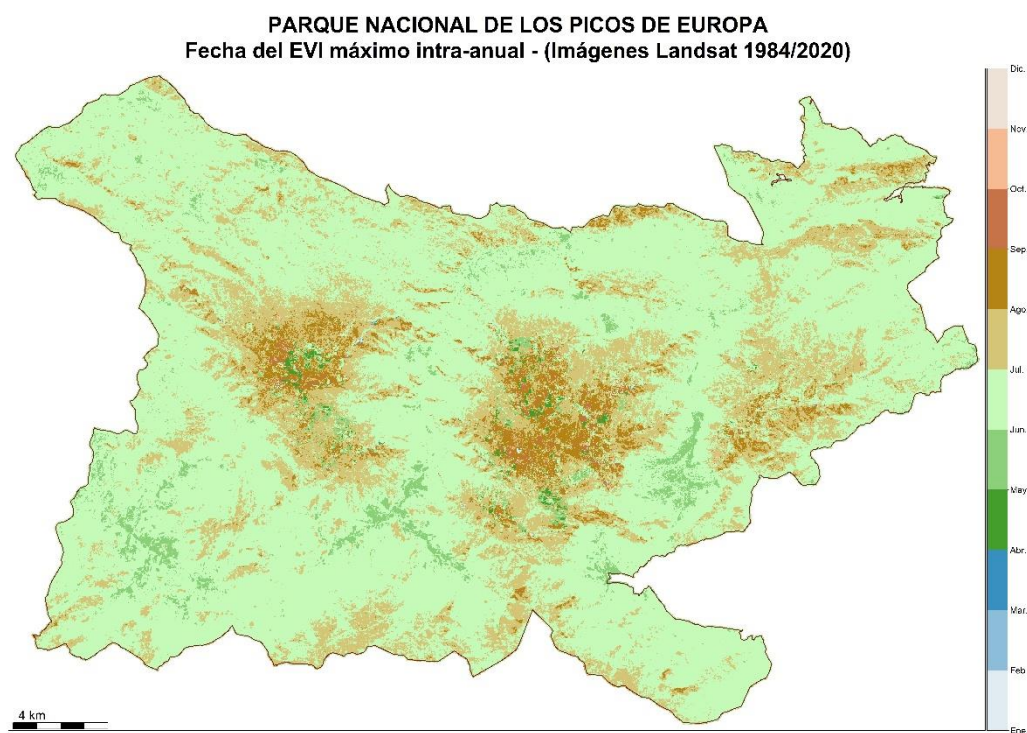 PARQUE NACIONAL DE LOS PICOS DE EUROPA
Fecha del EVI máximo intra-anual - (Imágenes Landsat 1984/2020)
Dic.
Nov.
Oct.
Sep.
Ago
Jul.
Jun.
May
Abr.
Mar.
Feb
Ene
4 km